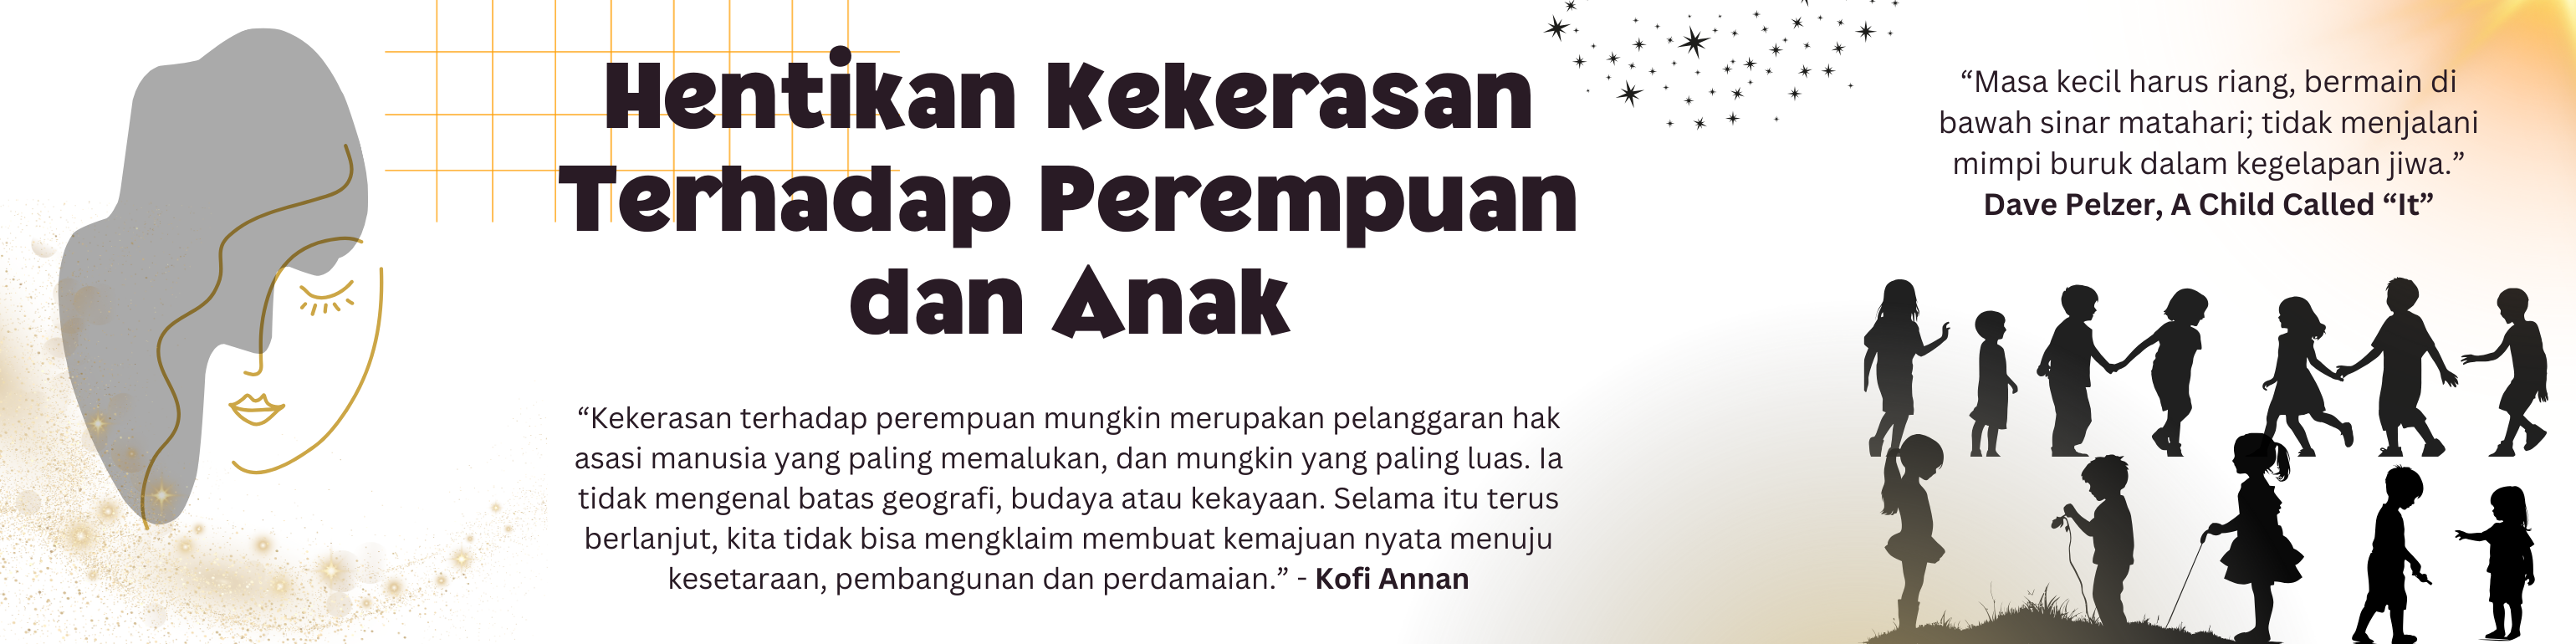 Hentikan Kekerasan
Terhadap Perempuan
dan Anak
“Kekerasan terhadap perempuan mungkin merupakan pelanggaran hak
asasi manusia yang paling memalukan, dan mungkin yang paling luas. Ia
tidak mengenal batas geografi, budaya atau kekayaan. Selama itu terus
berlanjut, kita tidak bisa mengklaim membuat kemajuan nyata menuju
kesetaraan, pembangunan dan perdamaian.” - Kofi Annan
“Masa kecil harus riang, bermain di
bawah sinar matahari; tidak menjalani
mimpi buruk dalam kegelapan jiwa.”
Dave Pelzer, A Child Called “It”